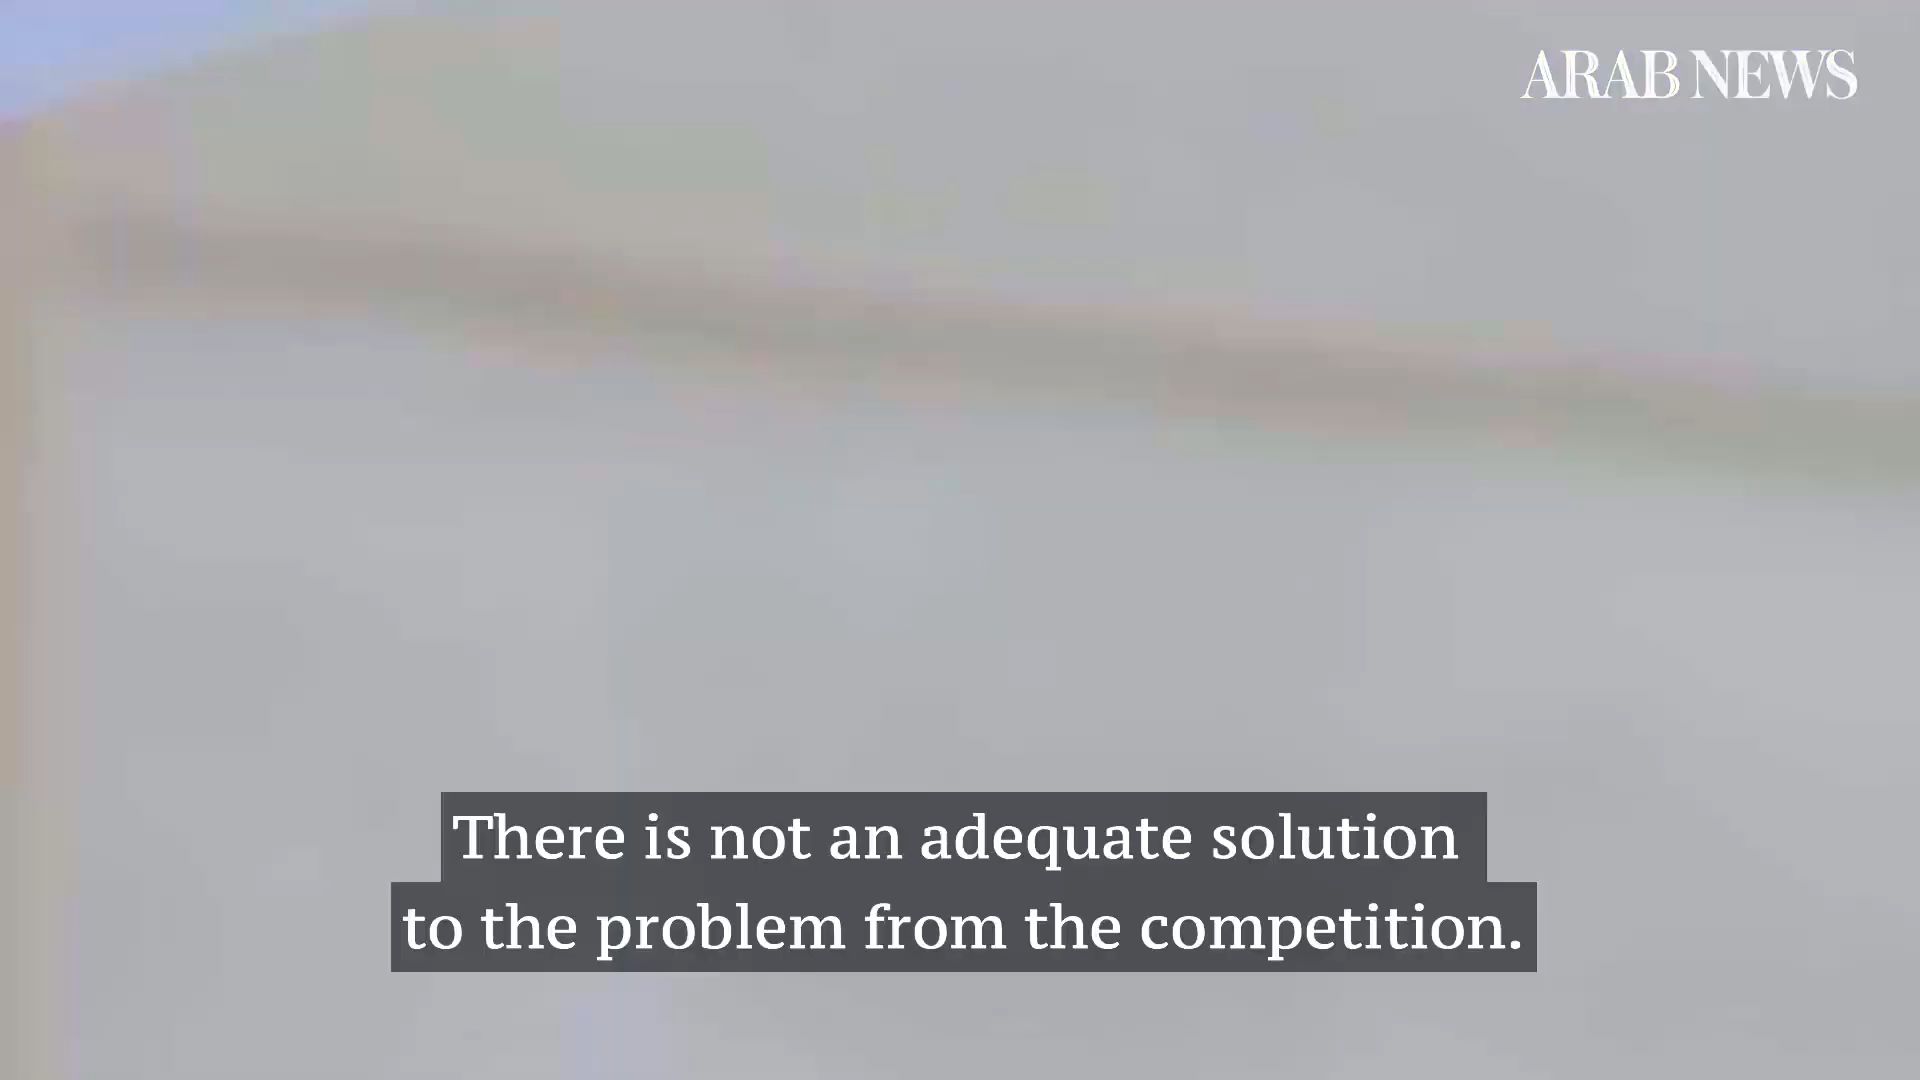 ARAB NEWS
There is not an adequate solution
to the problem from the competition.